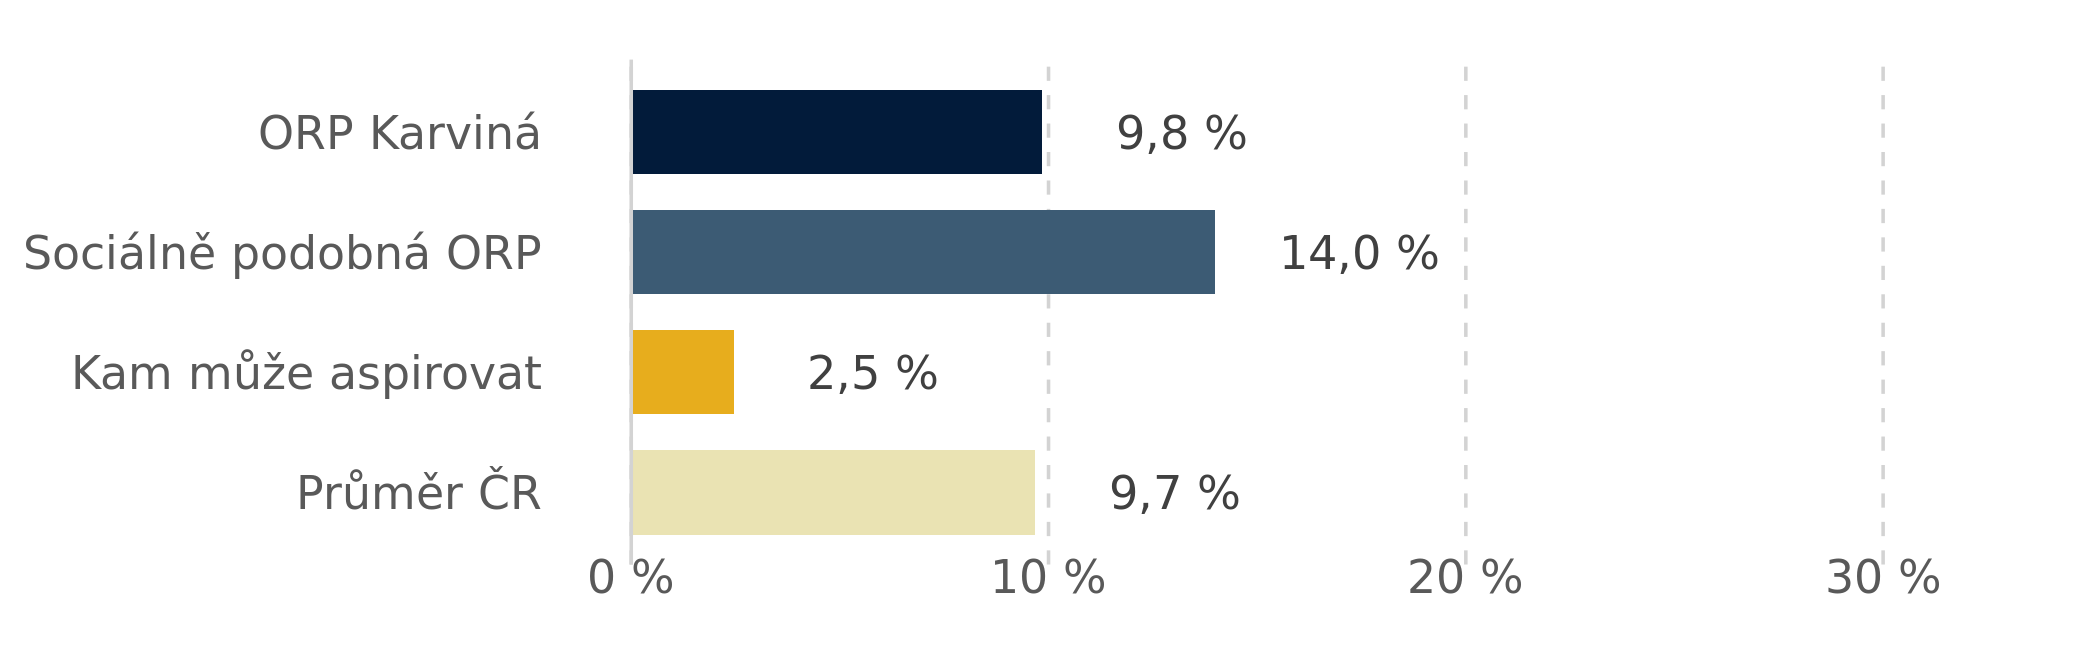 ORP Karviná 9,8 %
Sociálně podobná ORP 14,0 %
Kam může aspirovat 2,5 %
Průměr ČR 9,7 %
0 % 10 % 20 % 30 %